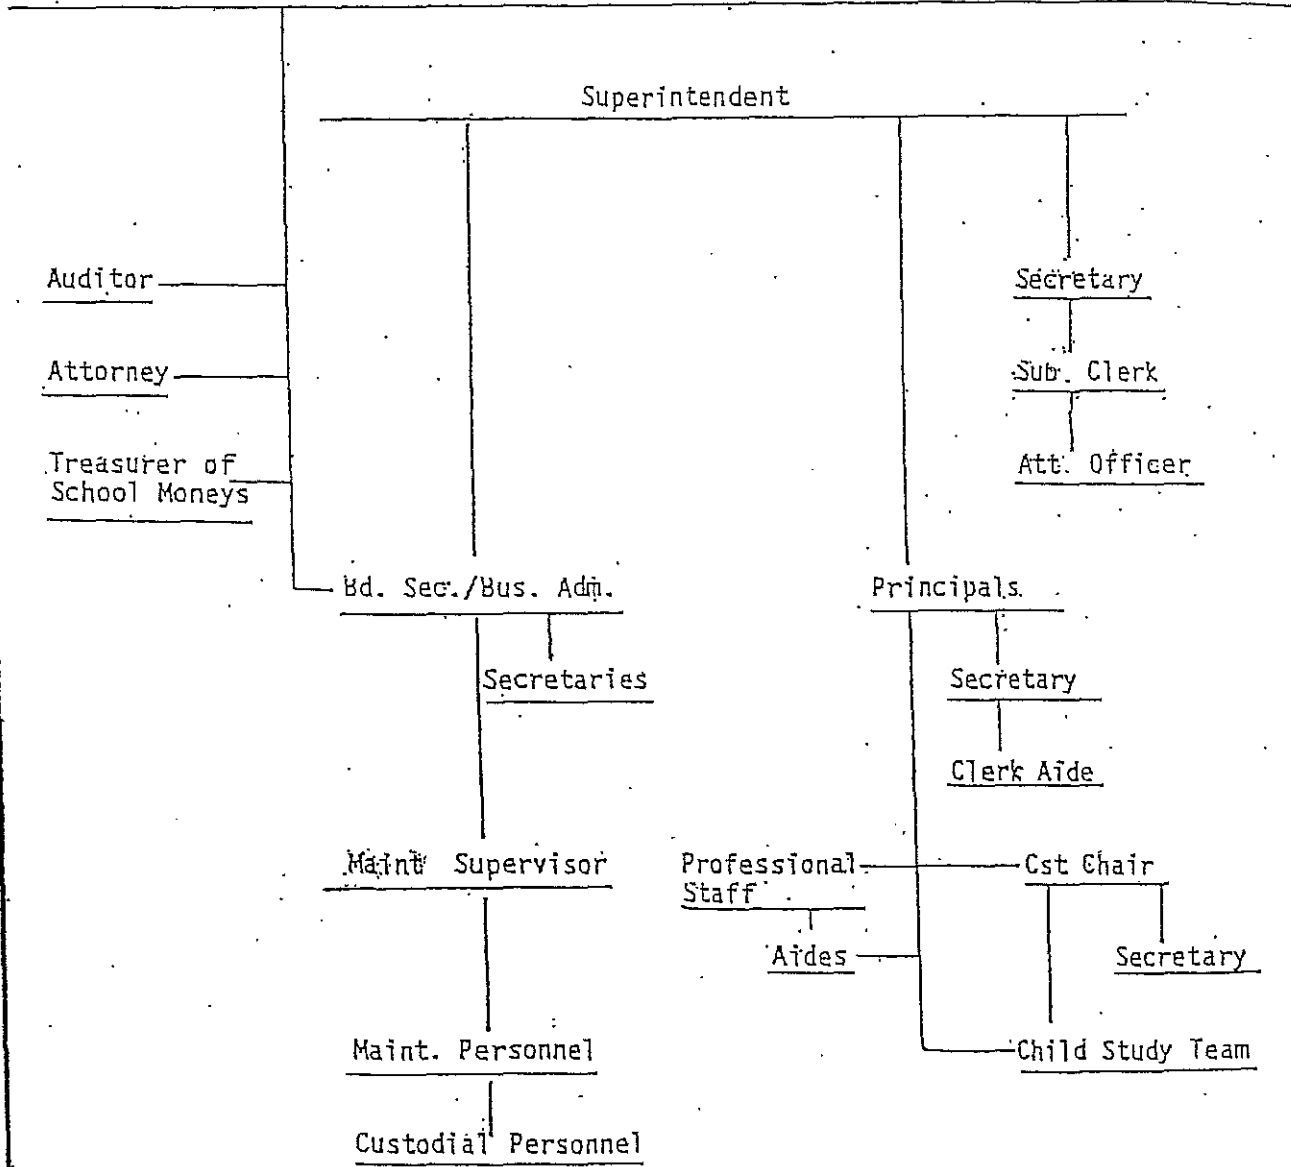 Superintendent
Auditor
Secretary
Attorney
Sub. Clerk
Treasurer of
School Moneys
Att. Officer
Bd. Sec./Bus. Adm.
Principals
Secretaries
Secretary
Clerk Aide
Maint Supervisor
Professional
Staff
Cst Chair
Aides
Secretary
Maint. Personnel
Child Study Team
Custodial Personnel